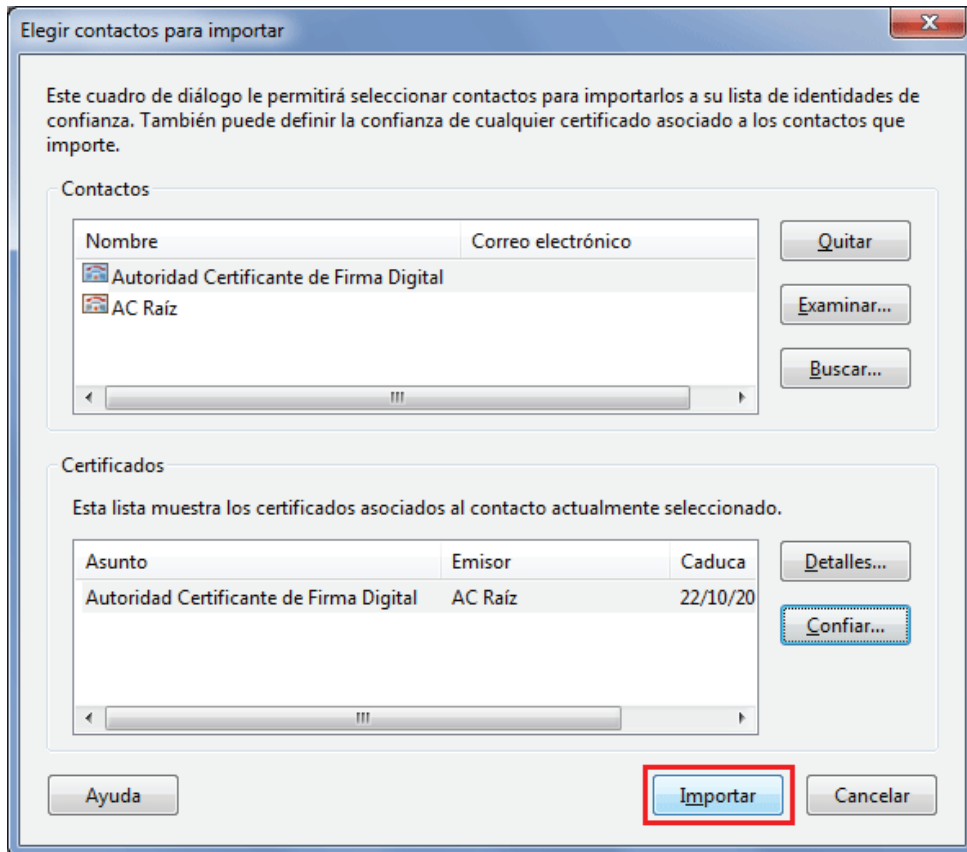 Elegir contactos para importar
Este cuadro de diálogo le permitirá seleccionar contactos para importarlos a su lista de identidades de
confianza. También puede definir la confianza de cualquier certificado asociado a los contactos que
importe.
Contactos
Nombre Correo electrónico
Autoridad Certificante de Firma Digital
AC Raíz
Quitar
Examinar...
Buscar...
Certificados
Esta lista muestra los certificados asociados al contacto actualmente seleccionado.
Asunto Emisor Caduca
Autoridad Certificante de Firma Digital AC Raíz 22/10/20
Detalles...
Confiar...
Ayuda Importar Cancelar